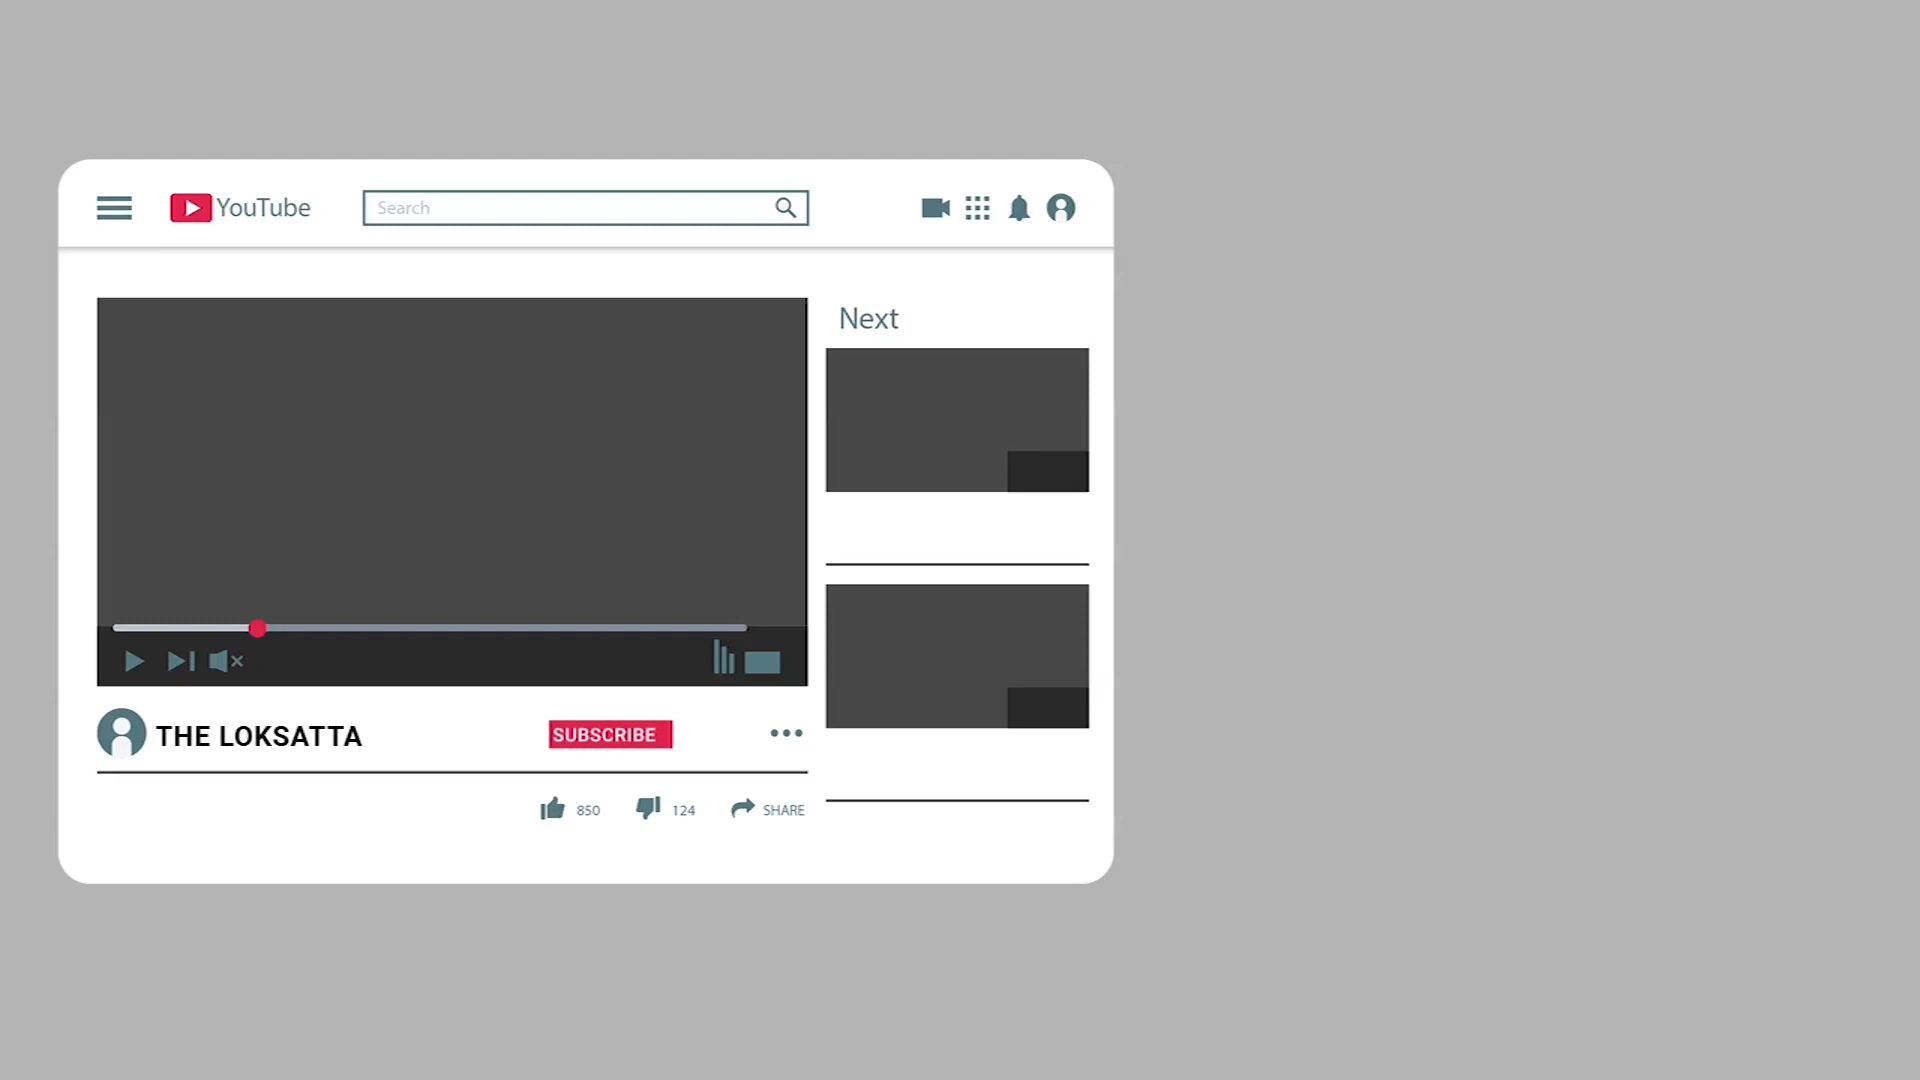 YouTube
Search
Next
THE LOKSATTA
SUBSCRIBE
850
124
SHARE